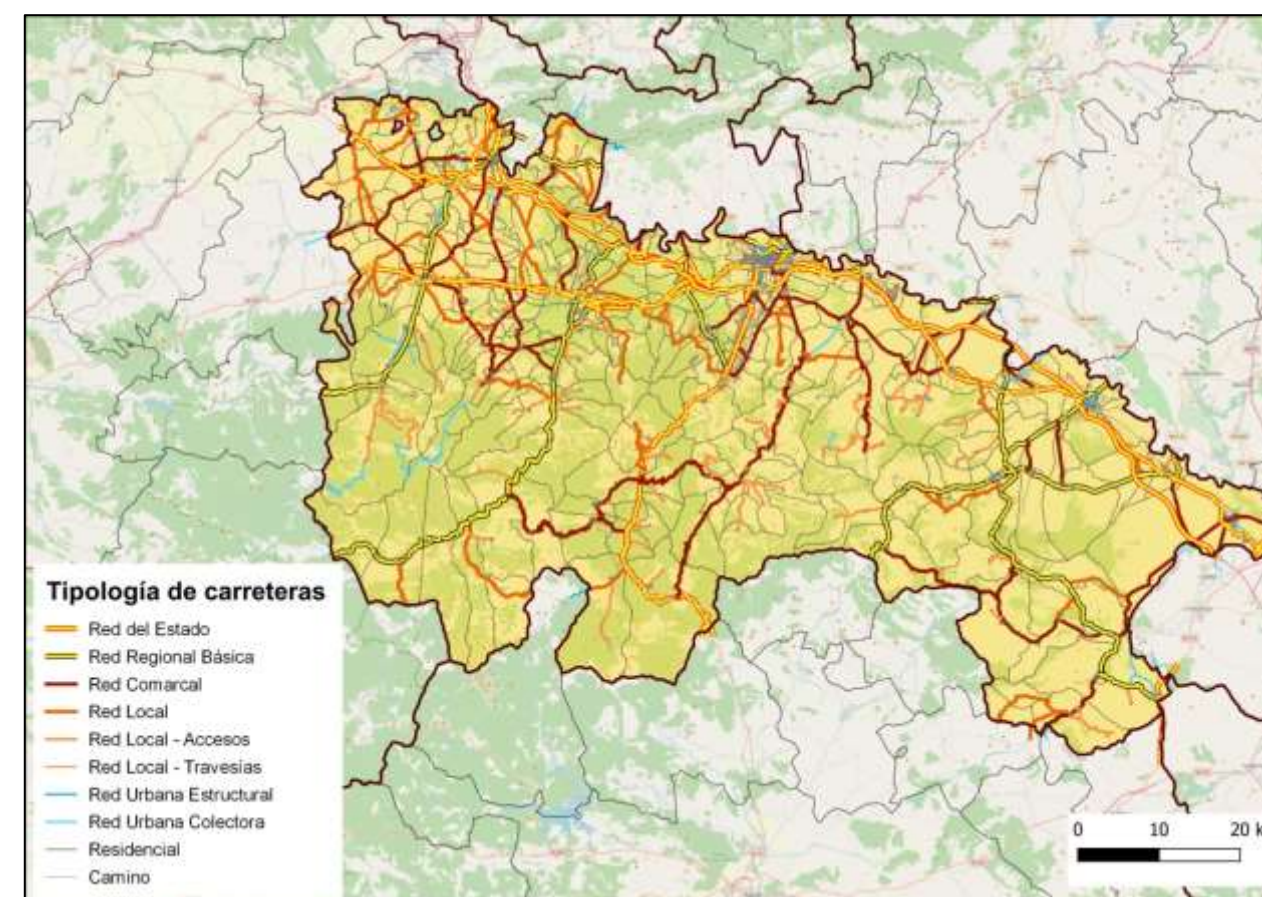 Tipología de carreteras
Red del Estado
Red Regional Básica
Red Comarcal
Red Local
Red Local - Accesos
Red Local - Travesías
Red Urbana Estructural
Red Urbana Colectora
Residencial
Camino
0 10 20 k